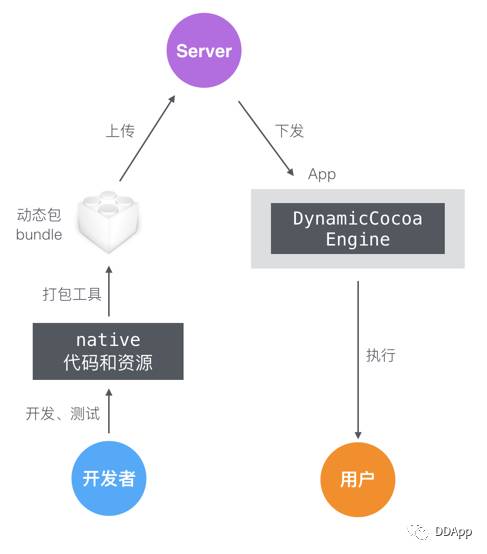 Server
上传
下发
App
动态包
bundle
DynamicCocoa
Engine
打包工具
native
代码和资源
执行
开发、测试
开发者
用户
DDApp